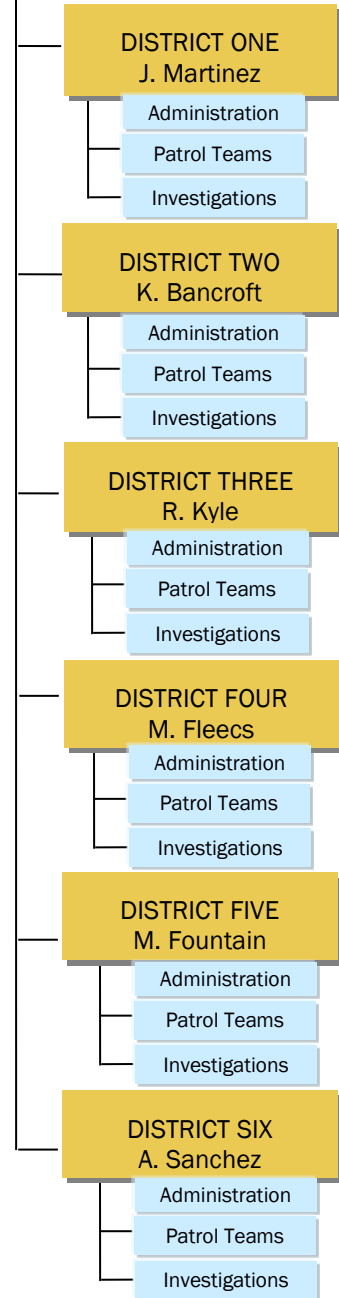 DISTRICT ONE
J. Martinez
Administration
Patrol Teams
Investigations
DISTRICT TWO
K. Bancroft
Administration
Patrol Teams
Investigations
DISTRICT THREE
R. Kyle
Administration
Patrol Teams
Investigations
DISTRICT FOUR
M. Fleecs
Administration
Patrol Teams
Investigations
DISTRICT FIVE
M. Fountain
Administration
Patrol Teams
Investigations
DISTRICT SIX
A. Sanchez
Administration
Patrol Teams
Investigations